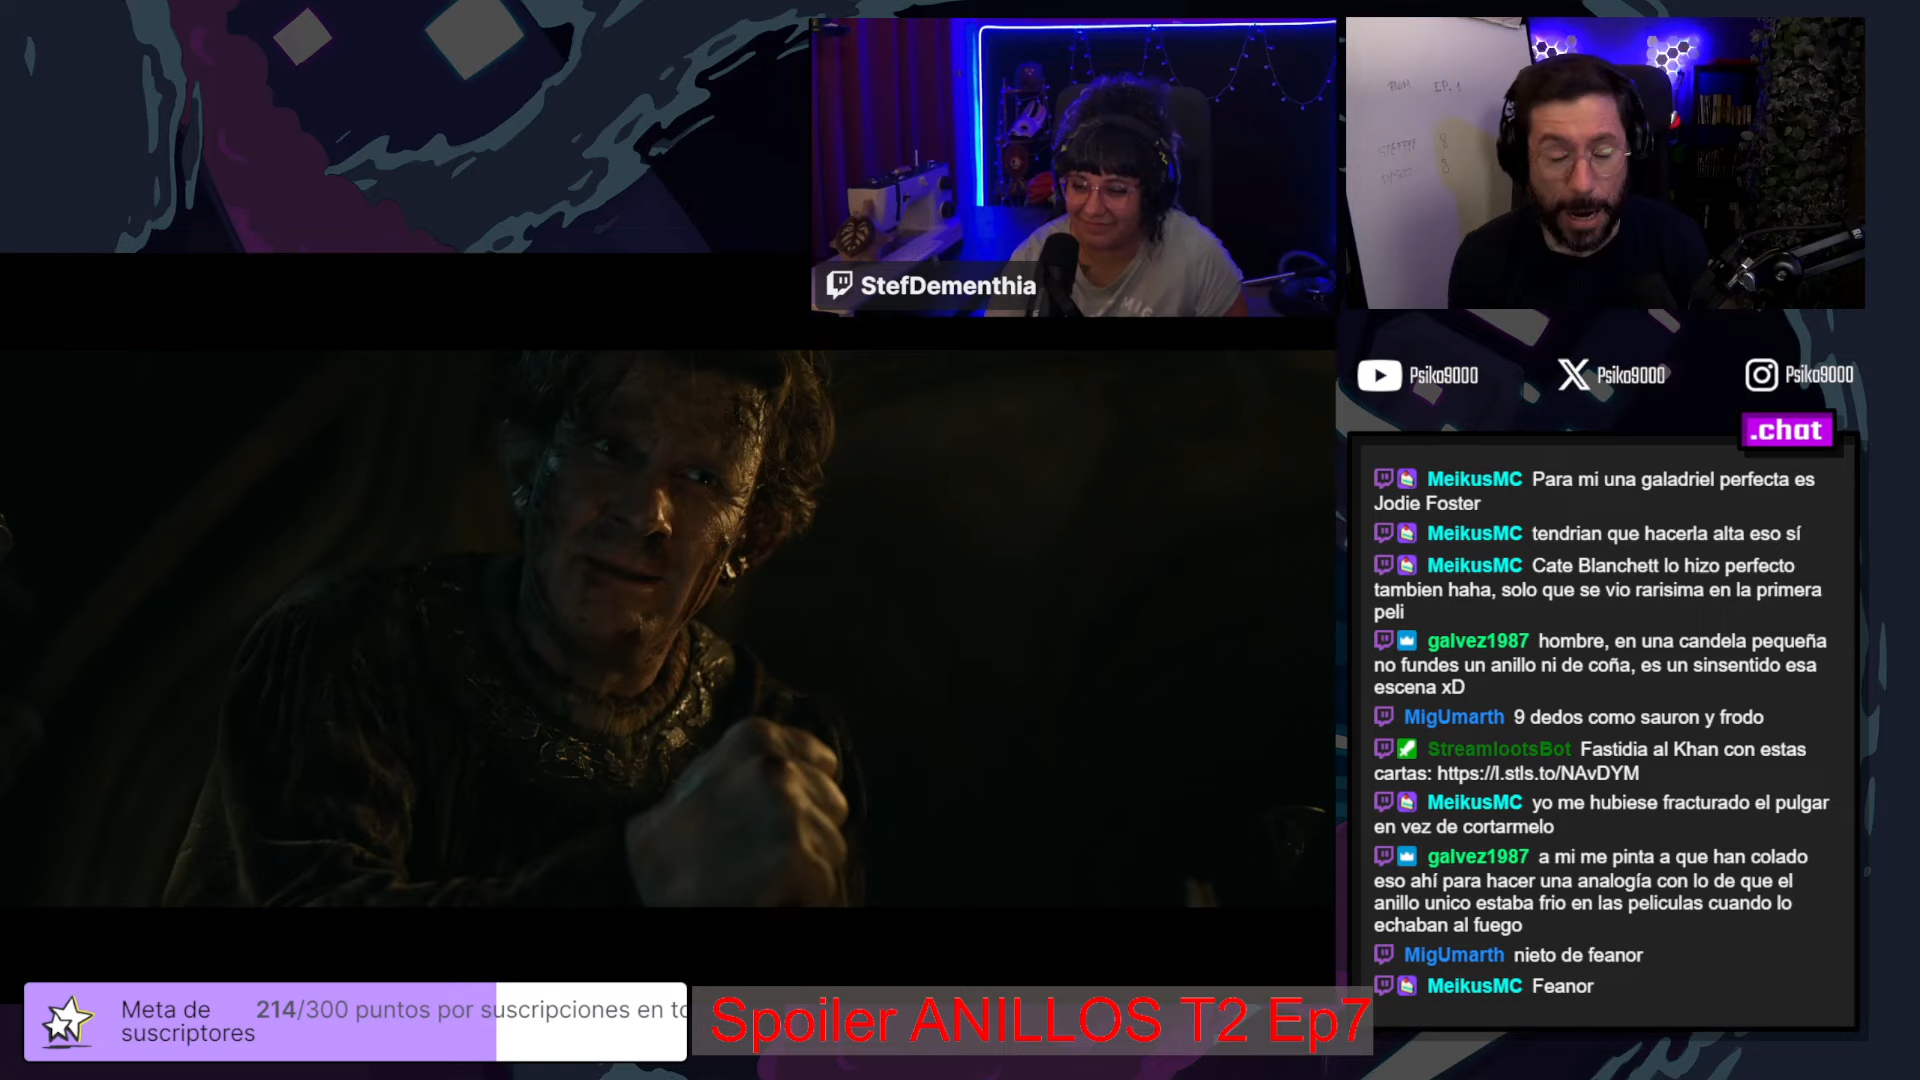 EP. 1
StefDementhia
Psiko9000
Psiko9000
Psiko9000
.chat
MeikusMC Para mi una galadriel perfecta es
Jodie Foster
MeikusMC tendrian que hacerla alta eso sí
MeikusMC Cate Blanchett lo hizo perfecto
tambien haha, solo que se vio rarisima en la primera
peli
galvez1987 hombre, en una candela pequeña
no fundes un anillo ni de coña, es un sinsentido esa
escena xD
MigUmarth 9 dedos como sauron y frodo
StreamlootsBot Fastidia al Khan con estas
cartas: https://l.stls.to/NAvDYM
MeikusMC yo me hubiese fracturado el pulgar
en vez de cortarmelo
galvez1987 a mi me pinta a que han colado
eso ahí para hacer una analogía con lo de que el
anillo unico estaba frio en las peliculas cuando lo
echaban al fuego
MigUmarth nieto de feanor
MeikusMC Feanor
Meta de
suscriptores
214/300 puntos por suscripciones en to
Spoiler ANILLOS T2 Ep7